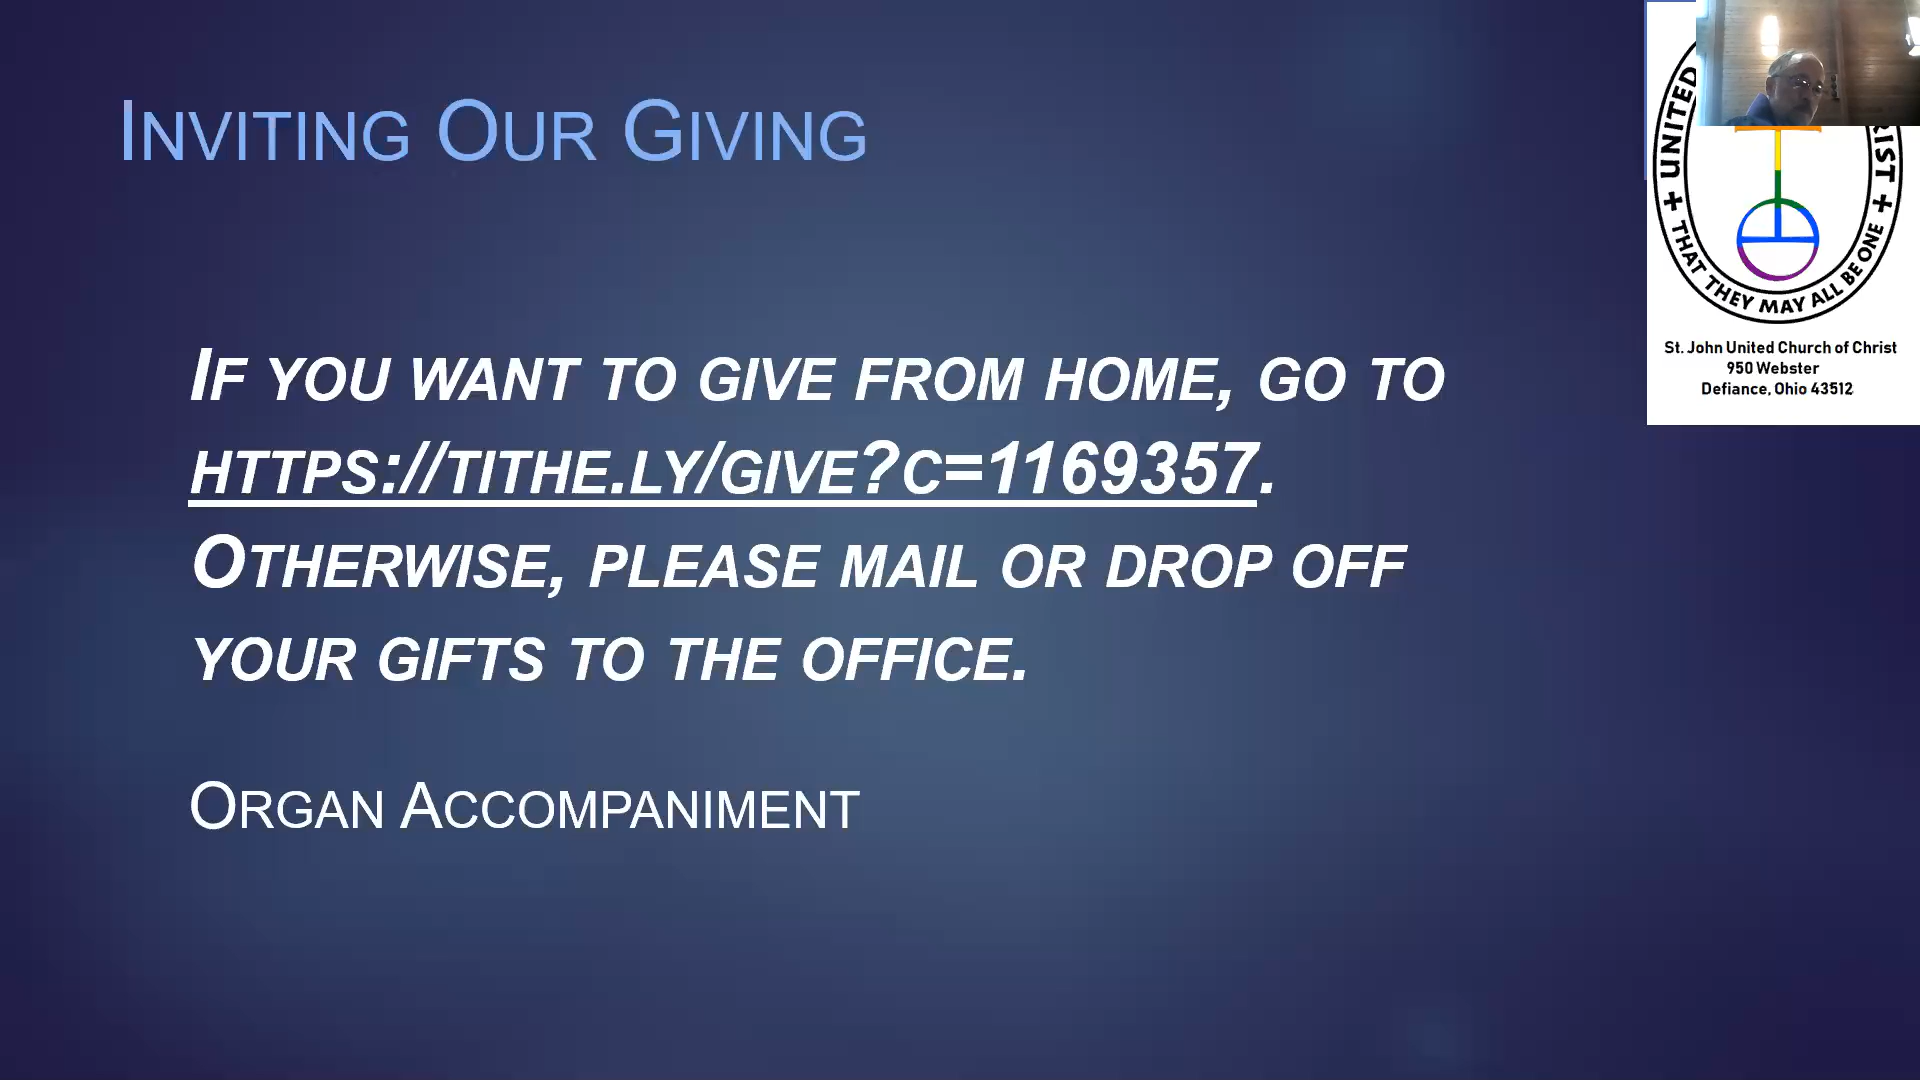 Inviting Our Giving
If you want to give from home, go to
https://tithe.ly/give?c=1169357.
Otherwise, please mail or drop off
your gifts to the office.
Organ Accompaniment
UNITED
+ THAT THEY MAY ALL BE ONE +
St. John United Church of Christ
950 Webster
Defiance, Ohio 43512